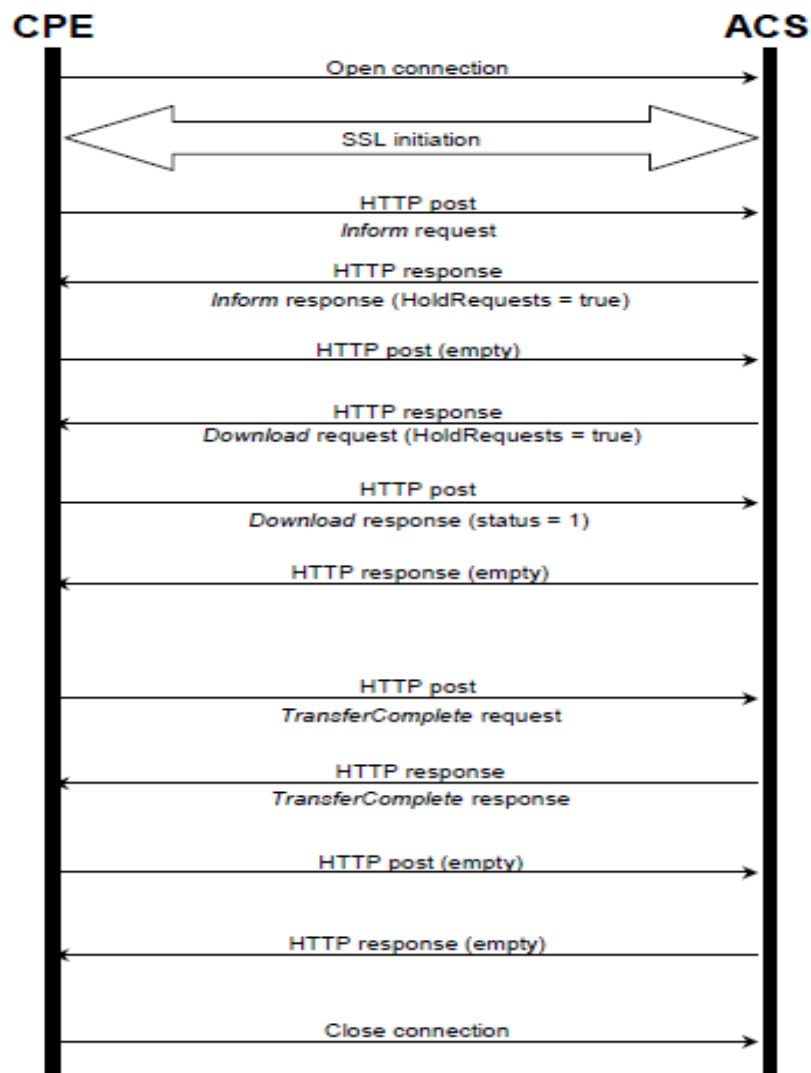 CPE
ACS
Open connection
SSL initiation
HTTP post
Inform request
HTTP response
Inform response (HoldRequests = true)
HTTP post (empty)
HTTP response
Download request (HoldRequests = true)
HTTP post
Download response (status = 1)
HTTP response (empty)
HTTP post
TransferComplete request
HTTP response
TransferComplete response
HTTP post (empty)
HTTP response (empty)
Close connection